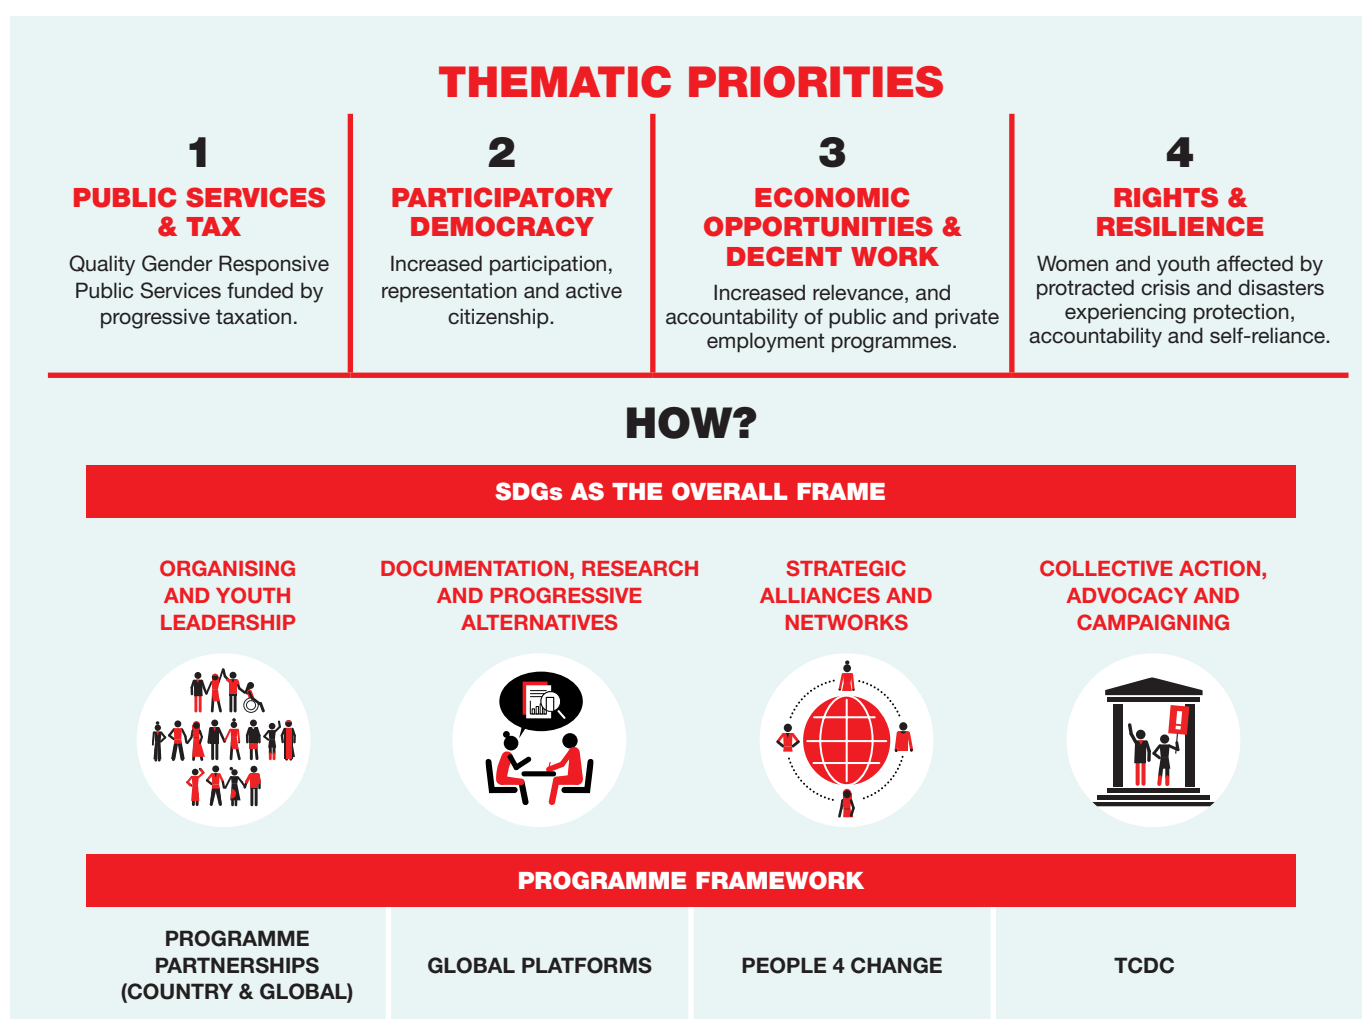 THEMATIC PRIORITIES
1
PUBLIC SERVICES
& TAX
Quality Gender Responsive
Public Services funded by
progressive taxation.
2
PARTICIPATORY
DEMOCRACY
Increased participation,
representation and active
citizenship.
3
ECONOMIC
OPPORTUNITIES &
DECENT WORK
Increased relevance, and
accountability of public and private
employment programmes.
4
RIGHTS &
RESILIENCE
Women and youth affected by
protracted crisis and disasters
experiencing protection,
accountability and self-reliance.
HOW?
SDGs AS THE OVERALL FRAME
ORGANISING
AND YOUTH
LEADERSHIP
DOCUMENTATION, RESEARCH
AND PROGRESSIVE
ALTERNATIVES
STRATEGIC
ALLIANCES AND
NETWORKS
COLLECTIVE ACTION,
ADVOCACY AND
CAMPAIGNING
PROGRAMME FRAMEWORK
PROGRAMME
PARTNERSHIPS
(COUNTRY & GLOBAL)
GLOBAL PLATFORMS
PEOPLE 4 CHANGE
TCDC